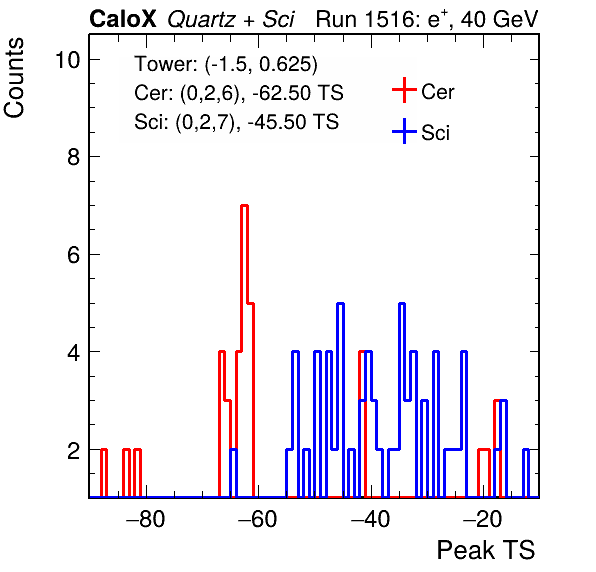 CaloX Quartz + Sci Run 1516: e⁺, 40 GeV
Counts
Tower: (-1.5, 0.625)
Cer: (0,2,6), -62.50 TS
Sci: (0,2,7), -45.50 TS
Cer
Sci
10
8
6
4
2
−80 −60 −40 −20
Peak TS